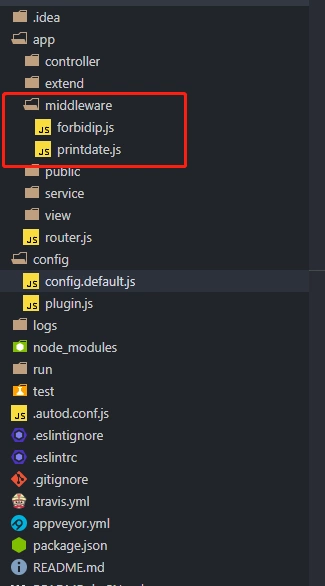 .idea
app
controller
extend
middleware
JS forbidip.js
JS printdate.js
public
service
view
JS router.js
config
JS config.default.js
JS plugin.js
logs
node_modules
run
test
JS .autod.conf.js
.eslintignore
.eslintrc
.gitignore
.travis.yml
appveyor.yml
package.json
README.md